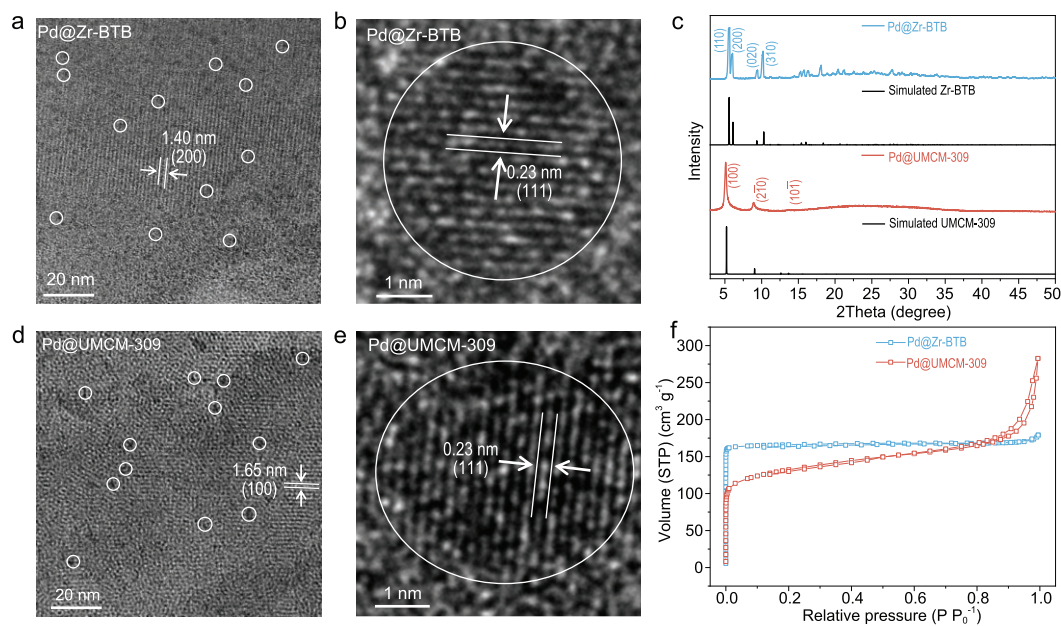 a
Pd@Zr-BTB
1.40 nm
(200)
20 nm
b
Pd@Zr-BTB
0.23 nm
(111)
1 nm
c
Intensity
(110)
(200)
(020)
(310)
Pd@Zr-BTB
Simulated Zr-BTB
Pd@UMCM-309
(100)
(2̅10)
(1̅01)
Simulated UMCM-309
5 10 15 20 25 30 35 40 45 50
2Theta (degree)
d
Pd@UMCM-309
1.65 nm
(100)
20 nm
e
Pd@UMCM-309
0.23 nm
(111)
1 nm
f
Volume (STP) (cm³ g⁻¹)
300
250
200
150
100
50
0
Pd@Zr-BTB
Pd@UMCM-309
0.0 0.2 0.4 0.6 0.8 1.0
Relative pressure (P P₀⁻¹)